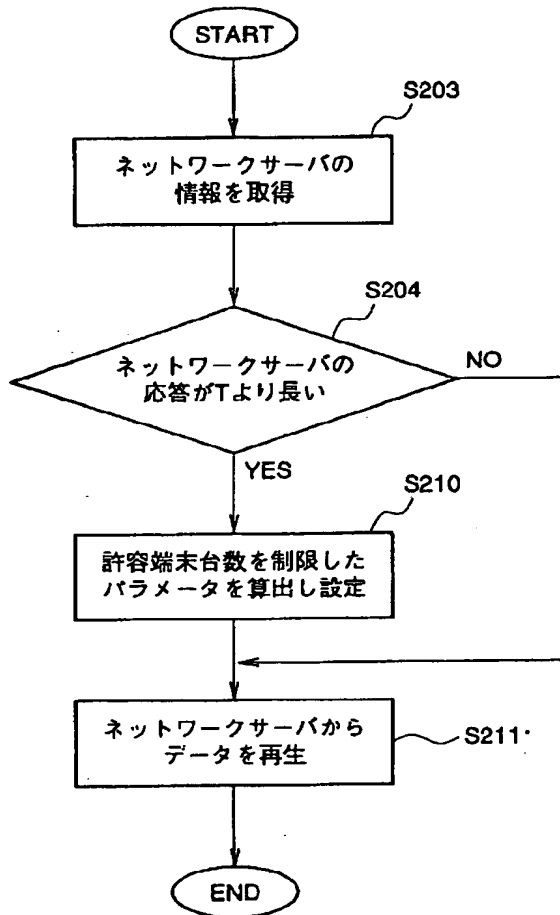 START
S203
ネットワークサーバの
情報を取得
S204
ネットワークサーバの
応答がTより長い
NO
YES
S210
許容端末台数を制限した
パラメータを算出し設定
ネットワークサーバから
データを再生
S211
END